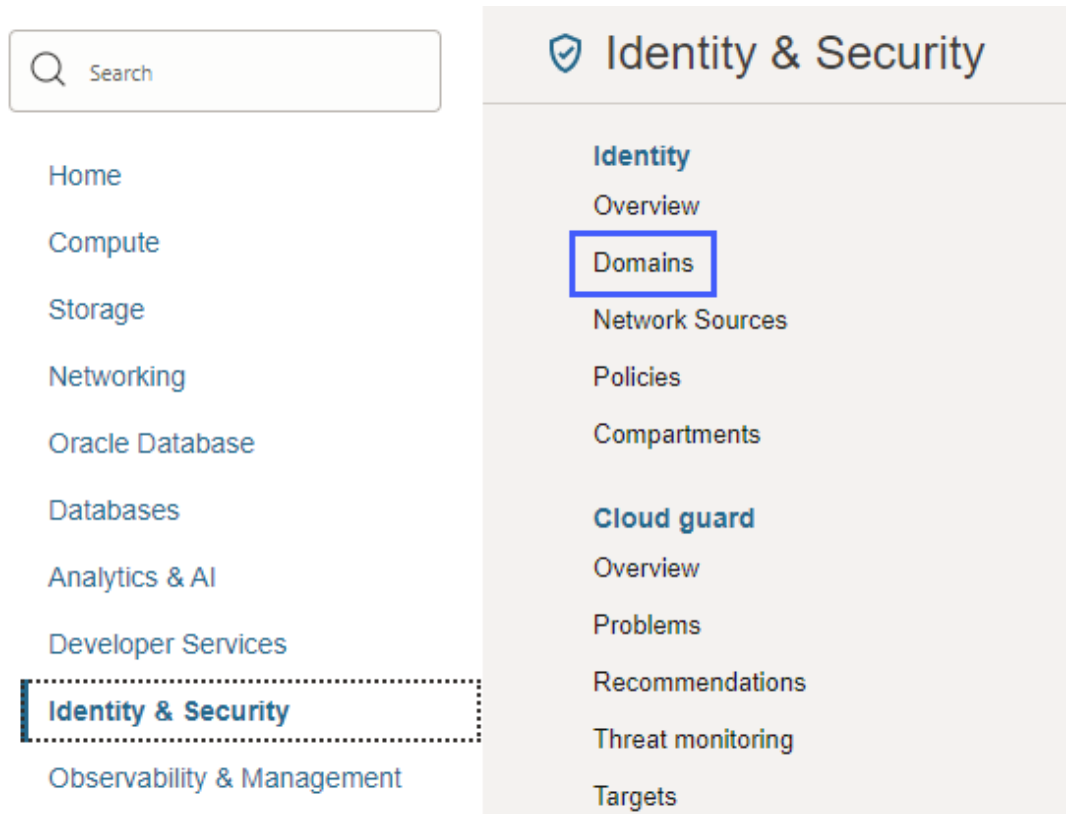 Search
Home
Compute
Storage
Networking
Oracle Database
Databases
Analytics & AI
Developer Services
Identity & Security
Observability & Management
Identity & Security
Identity
Overview
Domains
Network Sources
Policies
Compartments
Cloud guard
Overview
Problems
Recommendations
Threat monitoring
Targets